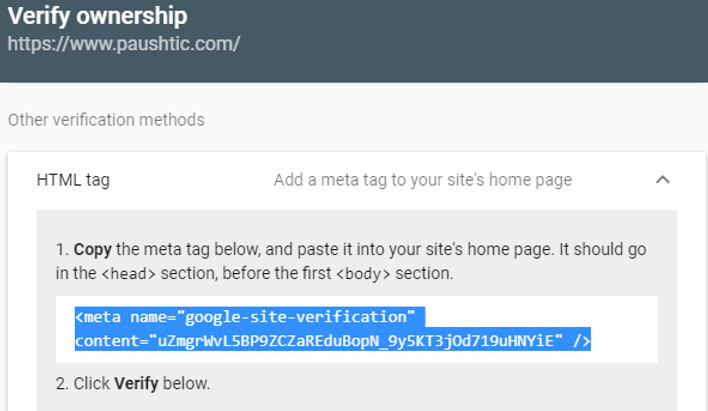 Verify ownership
https://www.paushtic.com/
Other verification methods
HTML tag Add a meta tag to your site's home page
1. Copy the meta tag below, and paste it into your site's home page. It should go
in the <head> section, before the first <body> section.
<meta name="google-site-verification"
content="uZmgrWvL5BP9ZCZaREduBopN_9y5KT3jOd719uHNYiE" />
2. Click Verify below.